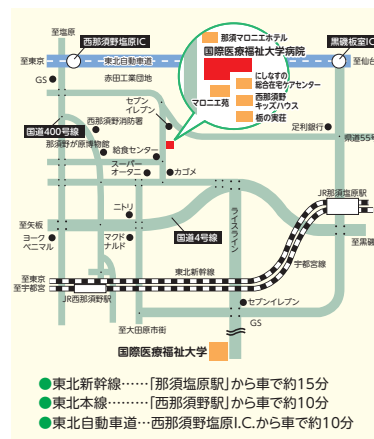 至塩原
西那須野塩原IC
黒磯板室IC
那須マロニエホテル
国際医療福祉大学病院
至東京
東北自動車道
至仙台
GS
赤田工業団地
にしなすの
総合在宅ケアセンター
マロニエ苑
西那須野
キッズハウス
栃の実荘
セブン
イレブン
国道400号線
西那須野消防署
足利銀行
県道55号
那須野が原博物館
給食センター
スーパー
オータニ
カゴメ
JR那須塩原駅
ニトリ
ライスライン
至矢板
国道4号線
至黒磯
ヨーク
ベニマル
マクド
ナルド
宇都宮線
至東京
至宇都宮
東北新幹線
JR西那須野駅
セブンイレブン
至大田原市街
GS
国際医療福祉大学
●東北新幹線……「那須塩原駅」から車で約15分
●東北本線………「西那須野駅」から車で約10分
●東北自動車道…西那須野塩原I.C.から車で約10分